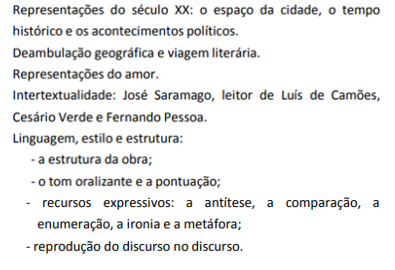 Representações do século XX: o espaço da cidade, o tempo
histórico e os acontecimentos políticos.
Deambulação geográfica e viagem literária.
Representações do amor.
Intertextualidade: José Saramago, leitor de Luís de Camões,
Cesário Verde e Fernando Pessoa.
Linguagem, estilo e estrutura:
- a estrutura da obra;
- o tom oralizante e a pontuação;
- recursos expressivos: a antítese, a comparação, a
enumeração, a ironia e a metáfora;
- reprodução do discurso no discurso.